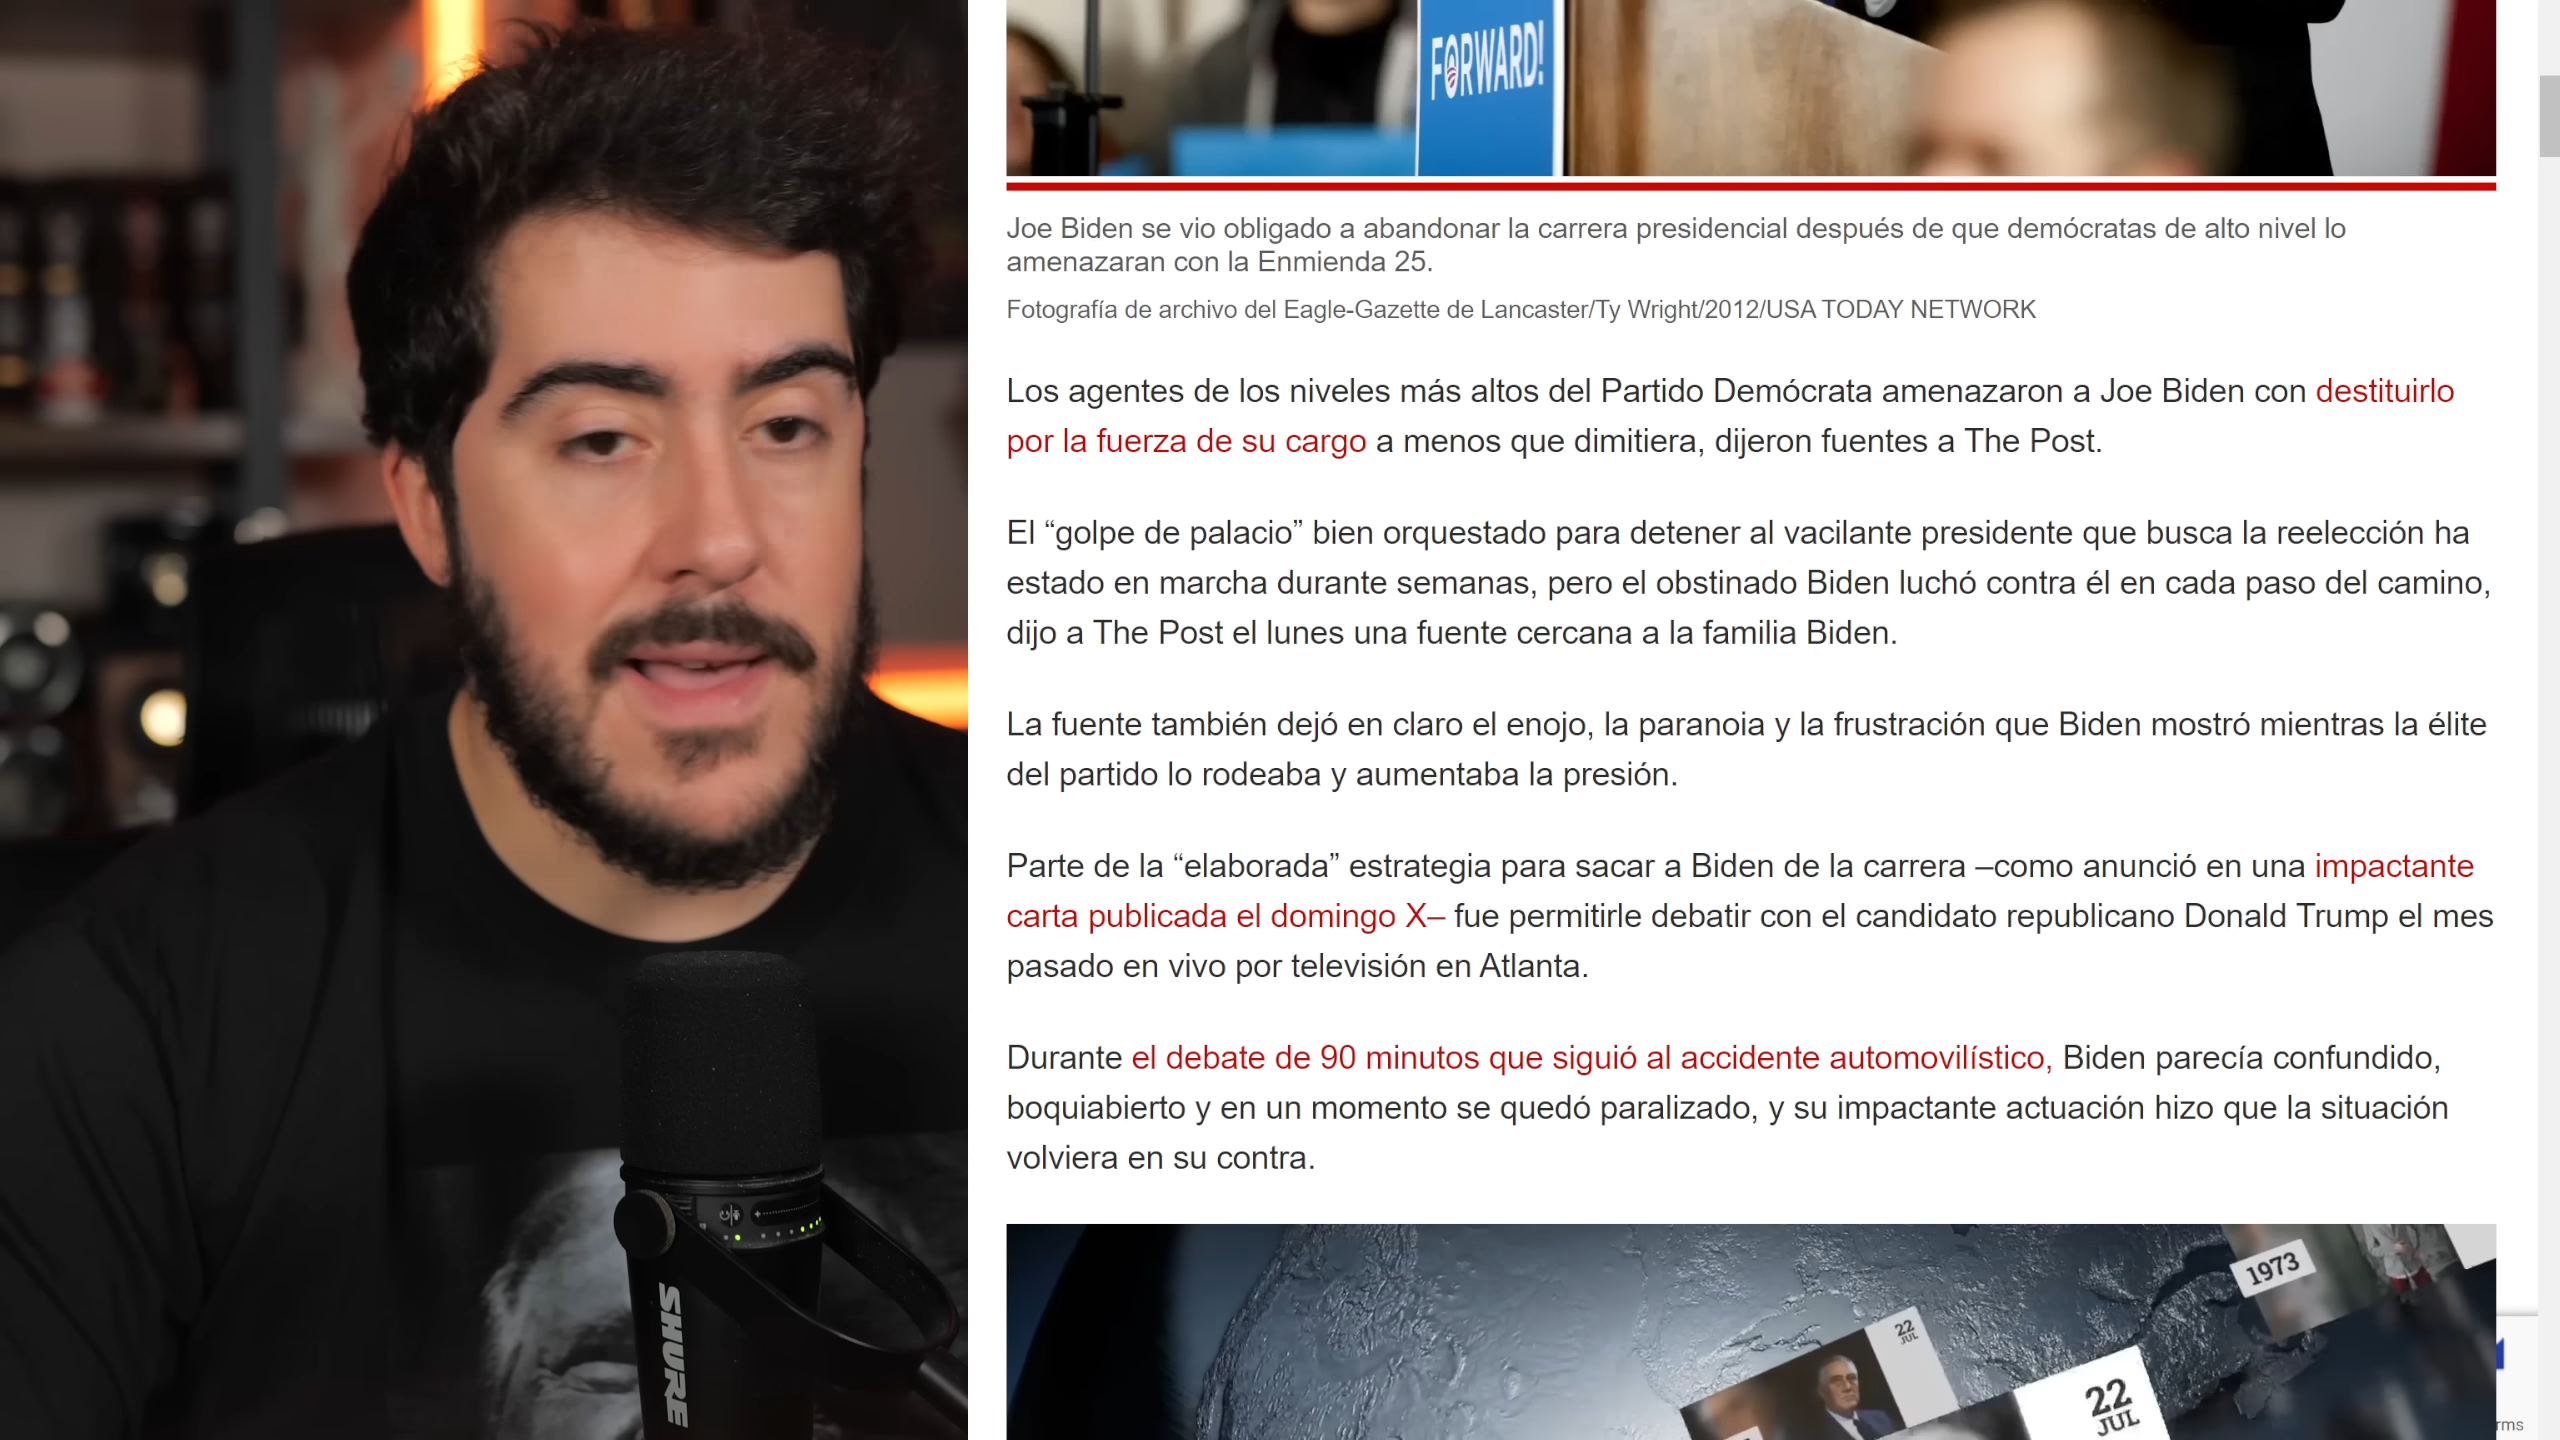 FORWARD!
Joe Biden se vio obligado a abandonar la carrera presidencial después de que demócratas de alto nivel lo
amenazaran con la Enmienda 25.
Fotografía de archivo del Eagle-Gazette de Lancaster/Ty Wright/2012/USA TODAY NETWORK
Los agentes de los niveles más altos del Partido Demócrata amenazaron a Joe Biden con destituirlo
por la fuerza de su cargo a menos que dimitiera, dijeron fuentes a The Post.
El “golpe de palacio” bien orquestado para detener al vacilante presidente que busca la reelección ha
estado en marcha durante semanas, pero el obstinado Biden luchó contra él en cada paso del camino,
dijo a The Post el lunes una fuente cercana a la familia Biden.
La fuente también dejó en claro el enojo, la paranoia y la frustración que Biden mostró mientras la élite
del partido lo rodeaba y aumentaba la presión.
Parte de la “elaborada” estrategia para sacar a Biden de la carrera –como anunció en una impactante
carta publicada el domingo X– fue permitirle debatir con el candidato republicano Donald Trump el mes
pasado en vivo por televisión en Atlanta.
Durante el debate de 90 minutos que siguió al accidente automovilístico, Biden parecía confundido,
boquiabierto y en un momento se quedó paralizado, y su impactante actuación hizo que la situación
volviera en su contra.
1973
22
JUL
22
JUL
rms
SHURE